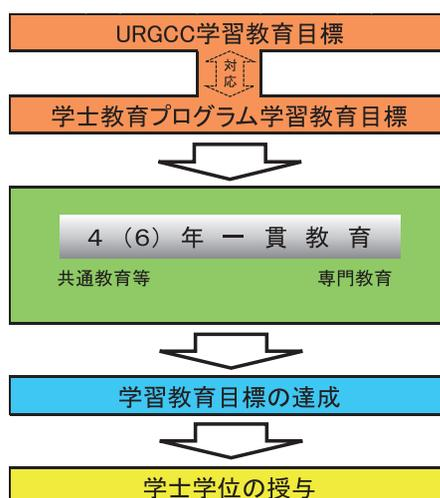 URGCC学習教育目標
対
応
学士教育プログラム学習教育目標
4（6）年一貫教育
共通教育等 専門教育
学習教育目標の達成
学士学位の授与